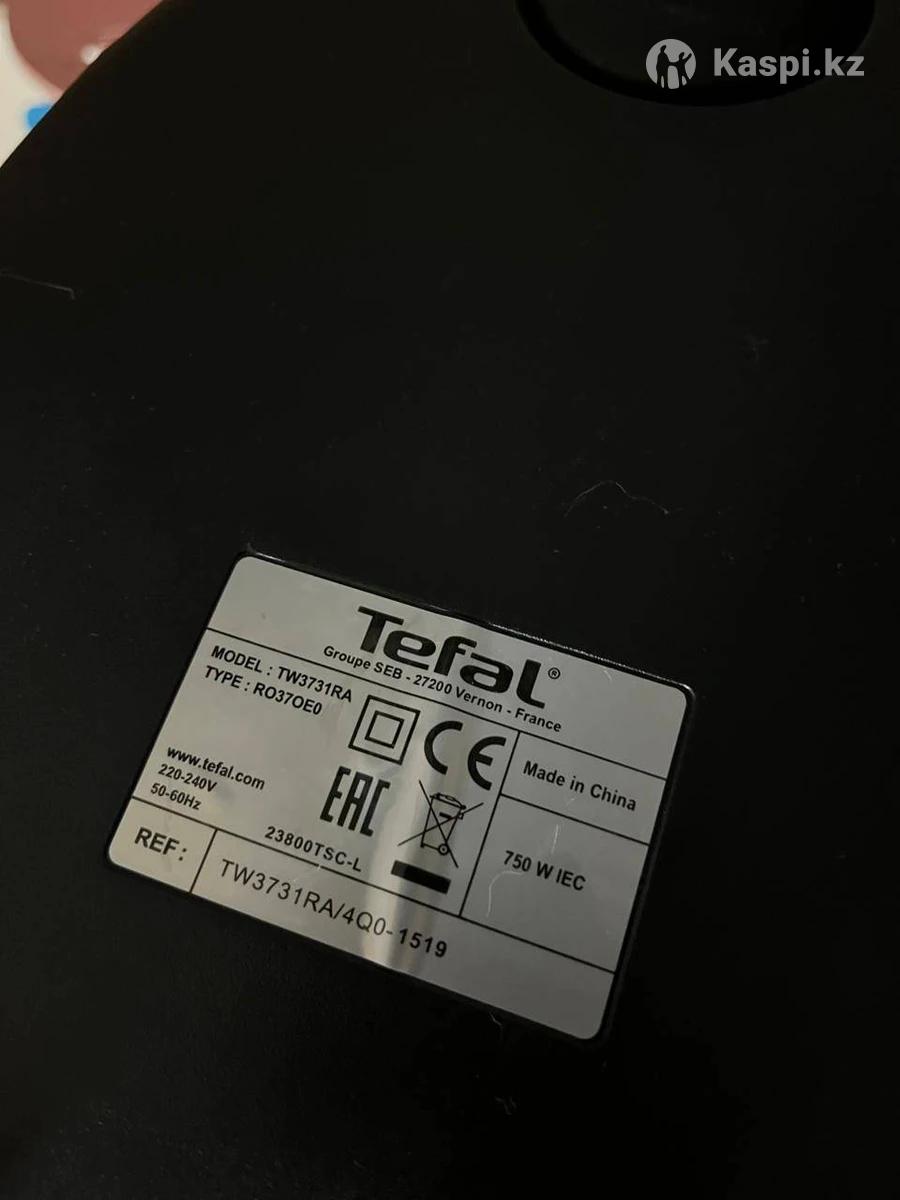 Kaspi.kz
Tefal®
Groupe SEB - 27200 Vernon - France
MODEL : TW3731RA
TYPE : RO37OE0
www.tefal.com
220-240V
50-60Hz
CE
EAC
23800TSC-L
Made in China
750 W IEC
REF :
TW3731RA/4Q0-1519